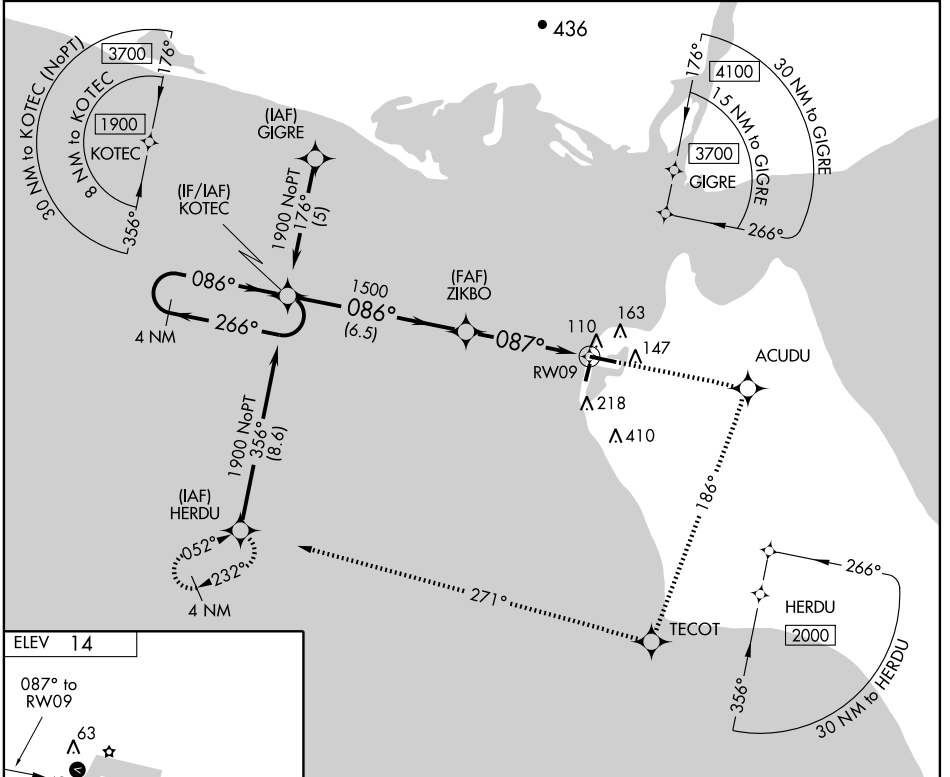 436
30 NM to KOTEC (NoPT)
3700
176°
8 NM to KOTEC
1900
KOTEC
356°
(IAF)
GIGRE
1900 NoPT
176°
(5)
176°
4100
30 NM to GIGRE
15 NM to GIGRE
3700
GIGRE
266°
(IF/IAF)
KOTEC
086°
266°
4 NM
1500
086°
(6.5)
(FAF)
ZIKBO
087°
RW09
110
163
147
218
410
ACUDU
1900 NoPT
356°
(8.6)
(IAF)
HERDU
052°
232°
4 NM
186°
271°
TECOT
266°
HERDU
2000
356°
30 NM to HERDU
ELEV 14
087° to
RW09
63
V